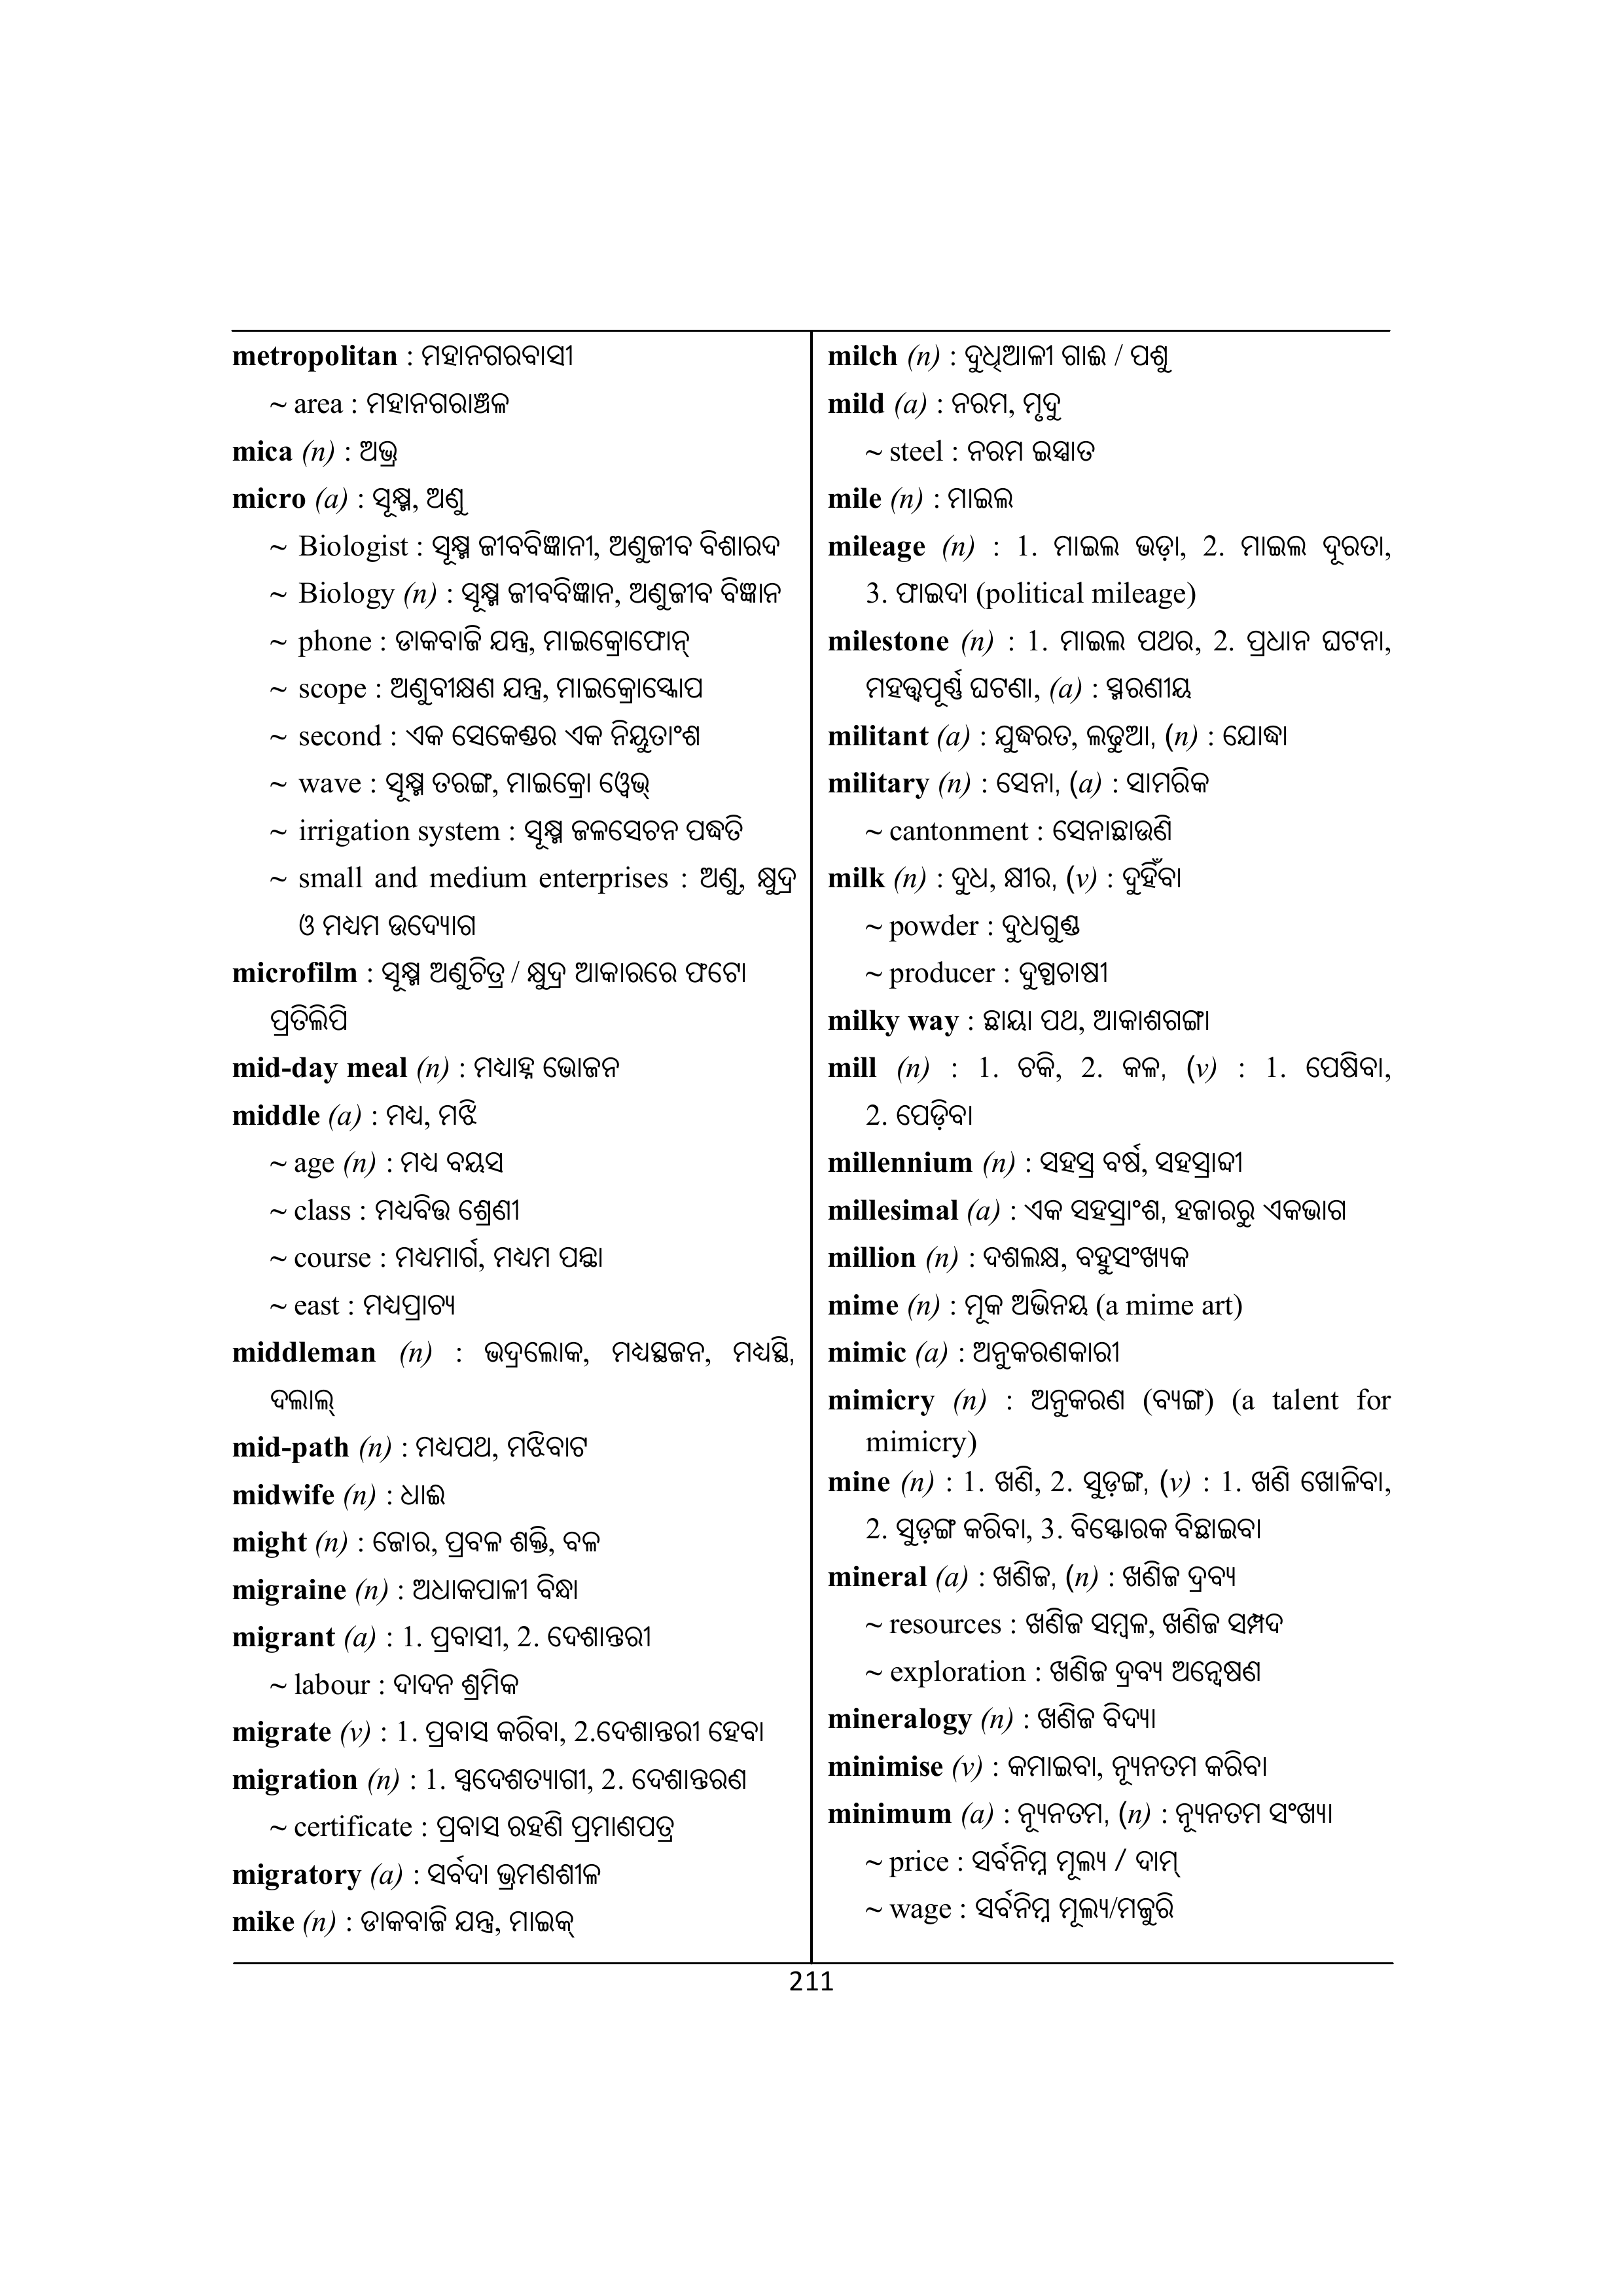 metropolitan : ମହାନଗରବାସୀ
~ area : ମହାନଗରାଞ୍ଚଳ
mica (n) : ଅଭ୍ର
micro (a) : ସୂକ୍ଷ୍ମ, ଅଣୁ
~ Biologist : ସୂକ୍ଷ୍ମ ଜୀବବିଜ୍ଞାନୀ, ଅଣୁଜୀବ ବିଶାରଦ
~ Biology (n) : ସୂକ୍ଷ୍ମ ଜୀବବିଜ୍ଞାନ, ଅଣୁଜୀବ ବିଜ୍ଞାନ
~ phone : ଡାକବାଜି ଯନ୍ତ୍ର, ମାଇକ୍ରୋଫୋନ୍
~ scope : ଅଣୁବୀକ୍ଷଣ ଯନ୍ତ୍ର, ମାଇକ୍ରୋସ୍କୋପ
~ second : ଏକ ସେକେଣ୍ଡର ଏକ ନିୟୁତାଂଶ
~ wave : ସୂକ୍ଷ୍ମ ତରଙ୍ଗ, ମାଇକ୍ରୋ ୱେଭ୍
~ irrigation system : ସୂକ୍ଷ୍ମ ଜଳସେଚନ ପଦ୍ଧତି
~ small and medium enterprises : ଅଣୁ, କ୍ଷୁଦ୍ର
ଓ ମଧ୍ୟମ ଉଦ୍ୟୋଗ
microfilm : ସୂକ୍ଷ୍ମ ଅଣୁଚିତ୍ର / କ୍ଷୁଦ୍ର ଆକାରରେ ଫଟୋ
ପ୍ରତିଲିପି
mid-day meal (n) : ମଧ୍ୟାହ୍ନ ଭୋଜନ
middle (a) : ମଧ୍ୟ, ମଝି
~ age (n) : ମଧ୍ୟ ବୟସ
~ class : ମଧ୍ୟବିତ୍ତ ଶ୍ରେଣୀ
~ course : ମଧ୍ୟମାର୍ଗ, ମଧ୍ୟମ ପନ୍ଥା
~ east : ମଧ୍ୟପ୍ରାଚ୍ୟ
middleman (n) : ଭଦ୍ରଲୋକ, ମଧ୍ୟସ୍ଥଜନ, ମଧ୍ୟସ୍ଥି,
ଦଲାଲ୍
mid-path (n) : ମଧ୍ୟପଥ, ମଝିବାଟ
midwife (n) : ଧାଈ
might (n) : ଜୋର, ପ୍ରବଳ ଶକ୍ତି, ବଳ
migraine (n) : ଅଧାକପାଳୀ ବିନ୍ଧା
migrant (a) : 1. ପ୍ରବାସୀ, 2. ଦେଶାନ୍ତରୀ
~ labour : ଦାଦନ ଶ୍ରମିକ
migrate (v) : 1. ପ୍ରବାସ କରିବା, 2.ଦେଶାନ୍ତରୀ ହେବା
migration (n) : 1. ସ୍ୱଦେଶତ୍ୟାଗୀ, 2. ଦେଶାନ୍ତରଣ
~ certificate : ପ୍ରବାସ ରହଣି ପ୍ରମାଣପତ୍ର
migratory (a) : ସର୍ବଦା ଭ୍ରମଣଶୀଳ
mike (n) : ଡାକବାଜି ଯନ୍ତ୍ର, ମାଇକ୍
milch (n) : ଦୁଧିଆଳୀ ଗାଈ / ପଶୁ
mild (a) : ନରମ, ମୃଦୁ
~ steel : ନରମ ଇସ୍ପାତ
mile (n) : ମାଇଲ
mileage (n) : 1. ମାଇଲ ଭଡ଼ା, 2. ମାଇଲ ଦୂରତା,
3. ଫାଇଦା (political mileage)
milestone (n) : 1. ମାଇଲ ପଥର, 2. ପ୍ରଧାନ ଘଟନା,
ମହତ୍ତ୍ୱପୂର୍ଣ୍ଣ ଘଟଣା, (a) : ସ୍ମରଣୀୟ
militant (a) : ଯୁଦ୍ଧରତ, ଲଢୁଆ, (n) : ଯୋଦ୍ଧା
military (n) : ସେନା, (a) : ସାମରିକ
~ cantonment : ସେନାଛାଉଣି
milk (n) : ଦୁଧ, କ୍ଷୀର, (v) : ଦୁହିଁବା
~ powder : ଦୁଧଗୁଣ୍ଡ
~ producer : ଦୁଗ୍ଧଚାଷୀ
milky way : ଛାୟା ପଥ, ଆକାଶଗଙ୍ଗା
mill (n) : 1. ଚକି, 2. କଳ, (v) : 1. ପେଷିବା,
2. ପେଡ଼ିବା
millennium (n) : ସହସ୍ର ବର୍ଷ, ସହସ୍ରାବ୍ଦୀ
millesimal (a) : ଏକ ସହସ୍ରାଂଶ, ହଜାରରୁ ଏକଭାଗ
million (n) : ଦଶଲକ୍ଷ, ବହୁସଂଖ୍ୟକ
mime (n) : ମୂକ ଅଭିନୟ (a mime art)
mimic (a) : ଅନୁକରଣକାରୀ
mimicry (n) : ଅନୁକରଣ (ବ୍ୟଙ୍ଗ) (a talent for
mimicry)
mine (n) : 1. ଖଣି, 2. ସୁଡ଼ଙ୍ଗ, (v) : 1. ଖଣି ଖୋଳିବା,
2. ସୁଡ଼ଙ୍ଗ କରିବା, 3. ବିସ୍ଫୋରକ ବିଛାଇବା
mineral (a) : ଖଣିଜ, (n) : ଖଣିଜ ଦ୍ରବ୍ୟ
~ resources : ଖଣିଜ ସମ୍ବଳ, ଖଣିଜ ସମ୍ପଦ
~ exploration : ଖଣିଜ ଦ୍ରବ୍ୟ ଅନ୍ୱେଷଣ
mineralogy (n) : ଖଣିଜ ବିଦ୍ୟା
minimise (v) : କମାଇବା, ନ୍ୟୂନତମ କରିବା
minimum (a) : ନ୍ୟୂନତମ, (n) : ନ୍ୟୂନତମ ସଂଖ୍ୟା
~ price : ସର୍ବନିମ୍ନ ମୂଲ୍ୟ / ଦାମ୍
~ wage : ସର୍ବନିମ୍ନ ମୂଲ୍ୟ/ମଜୁରି
211